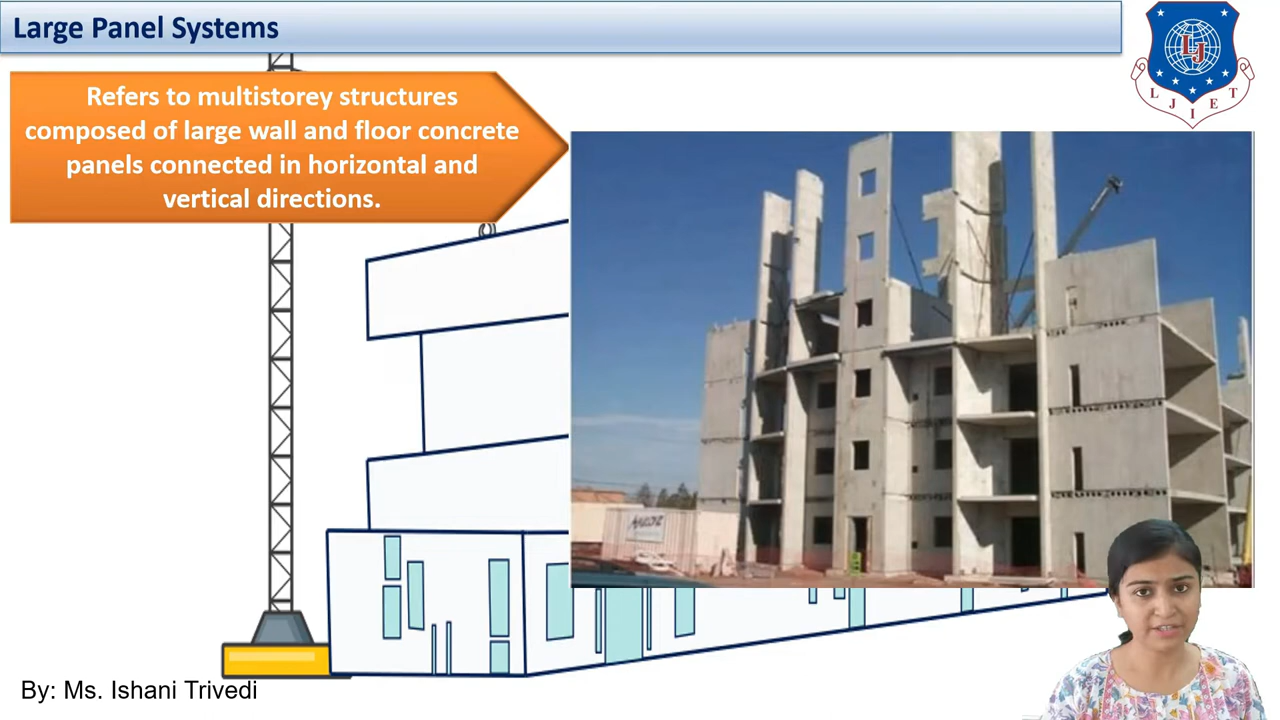 Large Panel Systems
Refers to multistorey structures
composed of large wall and floor concrete
panels connected in horizontal and
vertical directions.
LJ
L J I E T
By: Ms. Ishani Trivedi